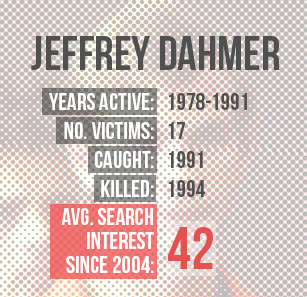 JEFFREY DAHMER
YEARS ACTIVE: 1978-1991
NO. VICTIMS: 17
CAUGHT: 1991
KILLED: 1994
AVG. SEARCH
INTEREST
SINCE 2004: 42